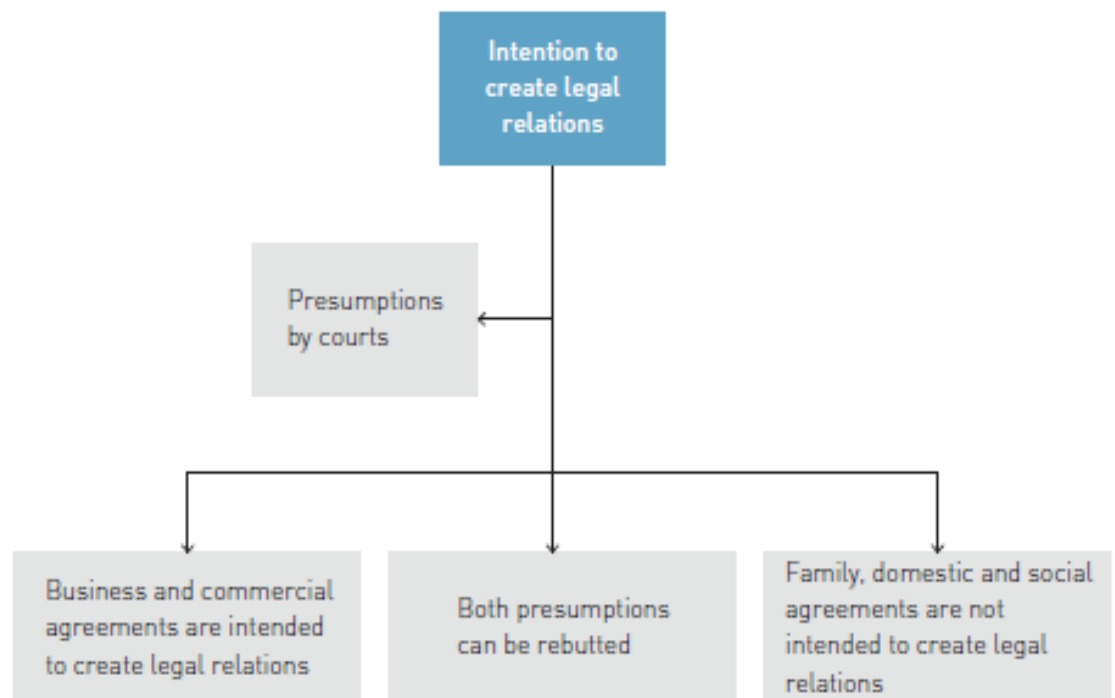 Intention to
create legal
relations
Presumptions
by courts
Business and commercial
agreements are intended
to create legal relations
Both presumptions
can be rebutted
Family, domestic and social
agreements are not
intended to create legal
relations